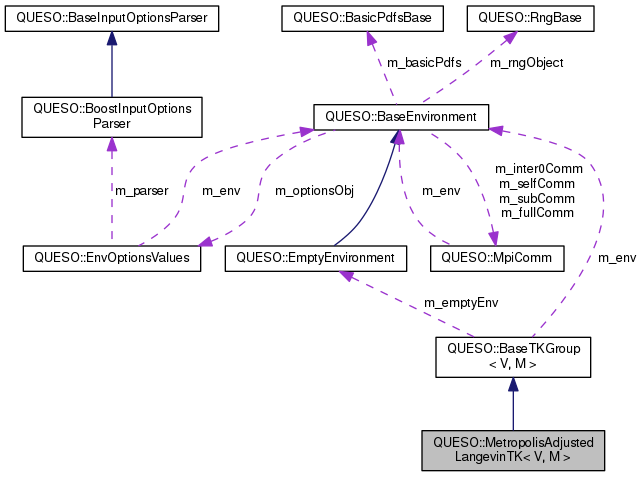 QUESO::BaseInputOptionsParser
QUESO::BasicPdfsBase
QUESO::RngBase
m_basicPdfs
m_rngObject
QUESO::BoostInputOptions
Parser
QUESO::BaseEnvironment
m_parser
m_env
m_optionsObj
m_env
m_inter0Comm
m_selfComm
m_subComm
m_fullComm
QUESO::EnvOptionsValues
QUESO::EmptyEnvironment
QUESO::MpiComm
m_env
m_emptyEnv
QUESO::BaseTKGroup
< V, M >
QUESO::MetropolisAdjusted
LangevinTK< V, M >